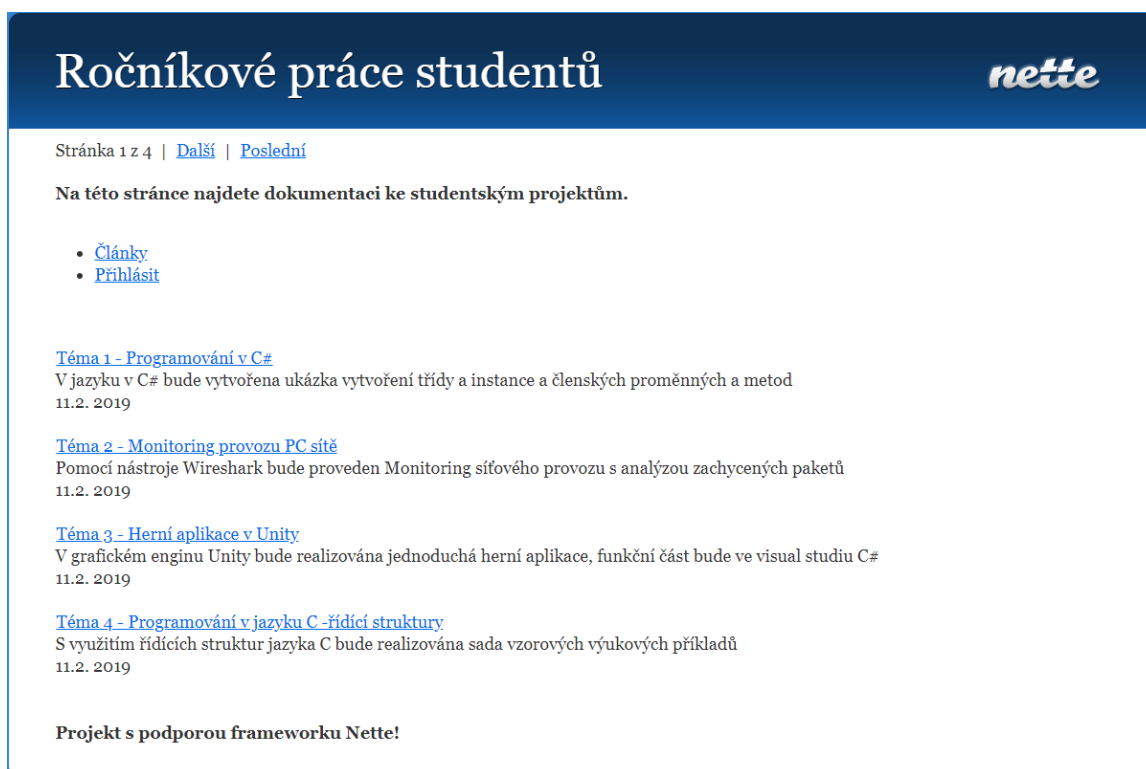 Ročníkové práce studentů
nette
Stránka 1 z 4 | Další | Poslední
Na této stránce najdete dokumentaci ke studentským projektům.
• Články
• Přihlásit
Téma 1 - Programování v C#
V jazyku v C# bude vytvořena ukázka vytvoření třídy a instance a členských proměnných a metod
11.2. 2019
Téma 2 - Monitoring provozu PC sítě
Pomocí nástroje Wireshark bude proveden Monitoring síťového provozu s analýzou zachycených paketů
11.2. 2019
Téma 3 - Herní aplikace v Unity
V grafickém enginu Unity bude realizována jednoduchá herní aplikace, funkční část bude ve visual studiu C#
11.2. 2019
Téma 4 - Programování v jazyku C -řídící struktury
S využitím řídících struktur jazyka C bude realizována sada vzorových výukových příkladů
11.2. 2019
Projekt s podporou frameworku Nette!